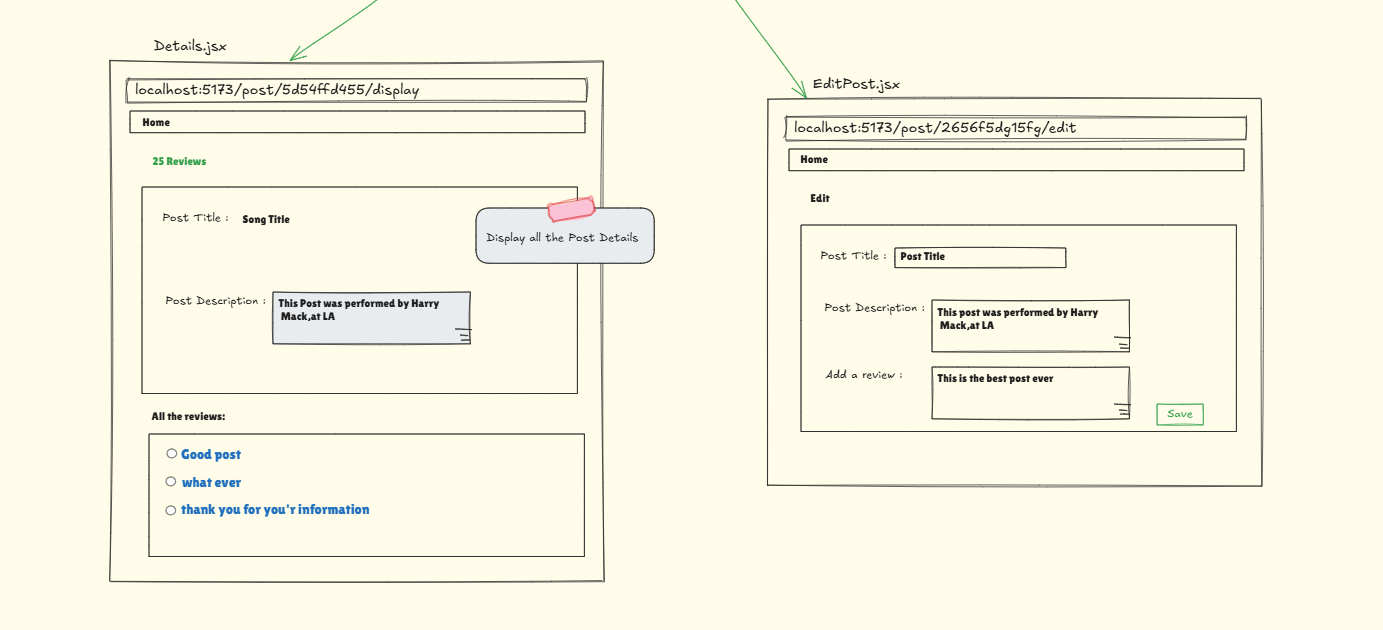 Details.jsx
localhost:5173/post/5d54ffd455/display
Home
25 Reviews
Post Title : Song Title
Display all the Post Details
Post Description : This Post was performed by Harry
Mack,at LA
All the reviews:
Good post
what ever
thank you for you'r information
EditPost.jsx
localhost:5173/post/2656f5dg15fg/edit
Home
Edit
Post Title : Post Title
Post Description : This post was performed by Harry
Mack,at LA
Add a review : This is the best post ever
Save